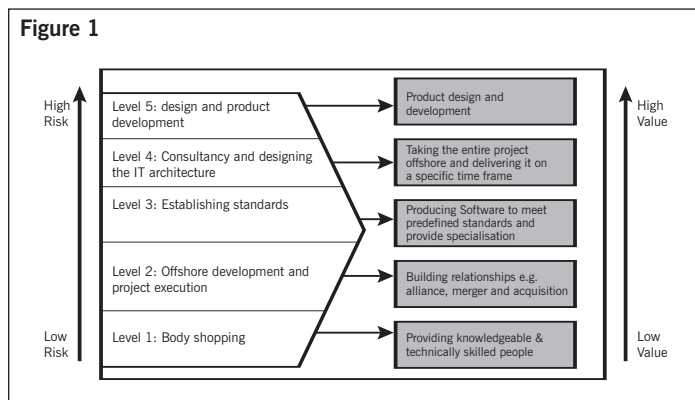 Figure 1
High
Risk
Level 5: design and product
development
Product design and
development
High
Value
Level 4: Consultancy and designing
the IT architecture
Taking the entire project
offshore and delivering it on
a specific time frame
Level 3: Establishing standards
Producing Software to meet
predefined standards and
provide specialisation
Level 2: Offshore development and
project execution
Building relationships e.g.
alliance, merger and acquisition
Low
Risk
Level 1: Body shopping
Providing knowledgeable &
technically skilled people
Low
Value